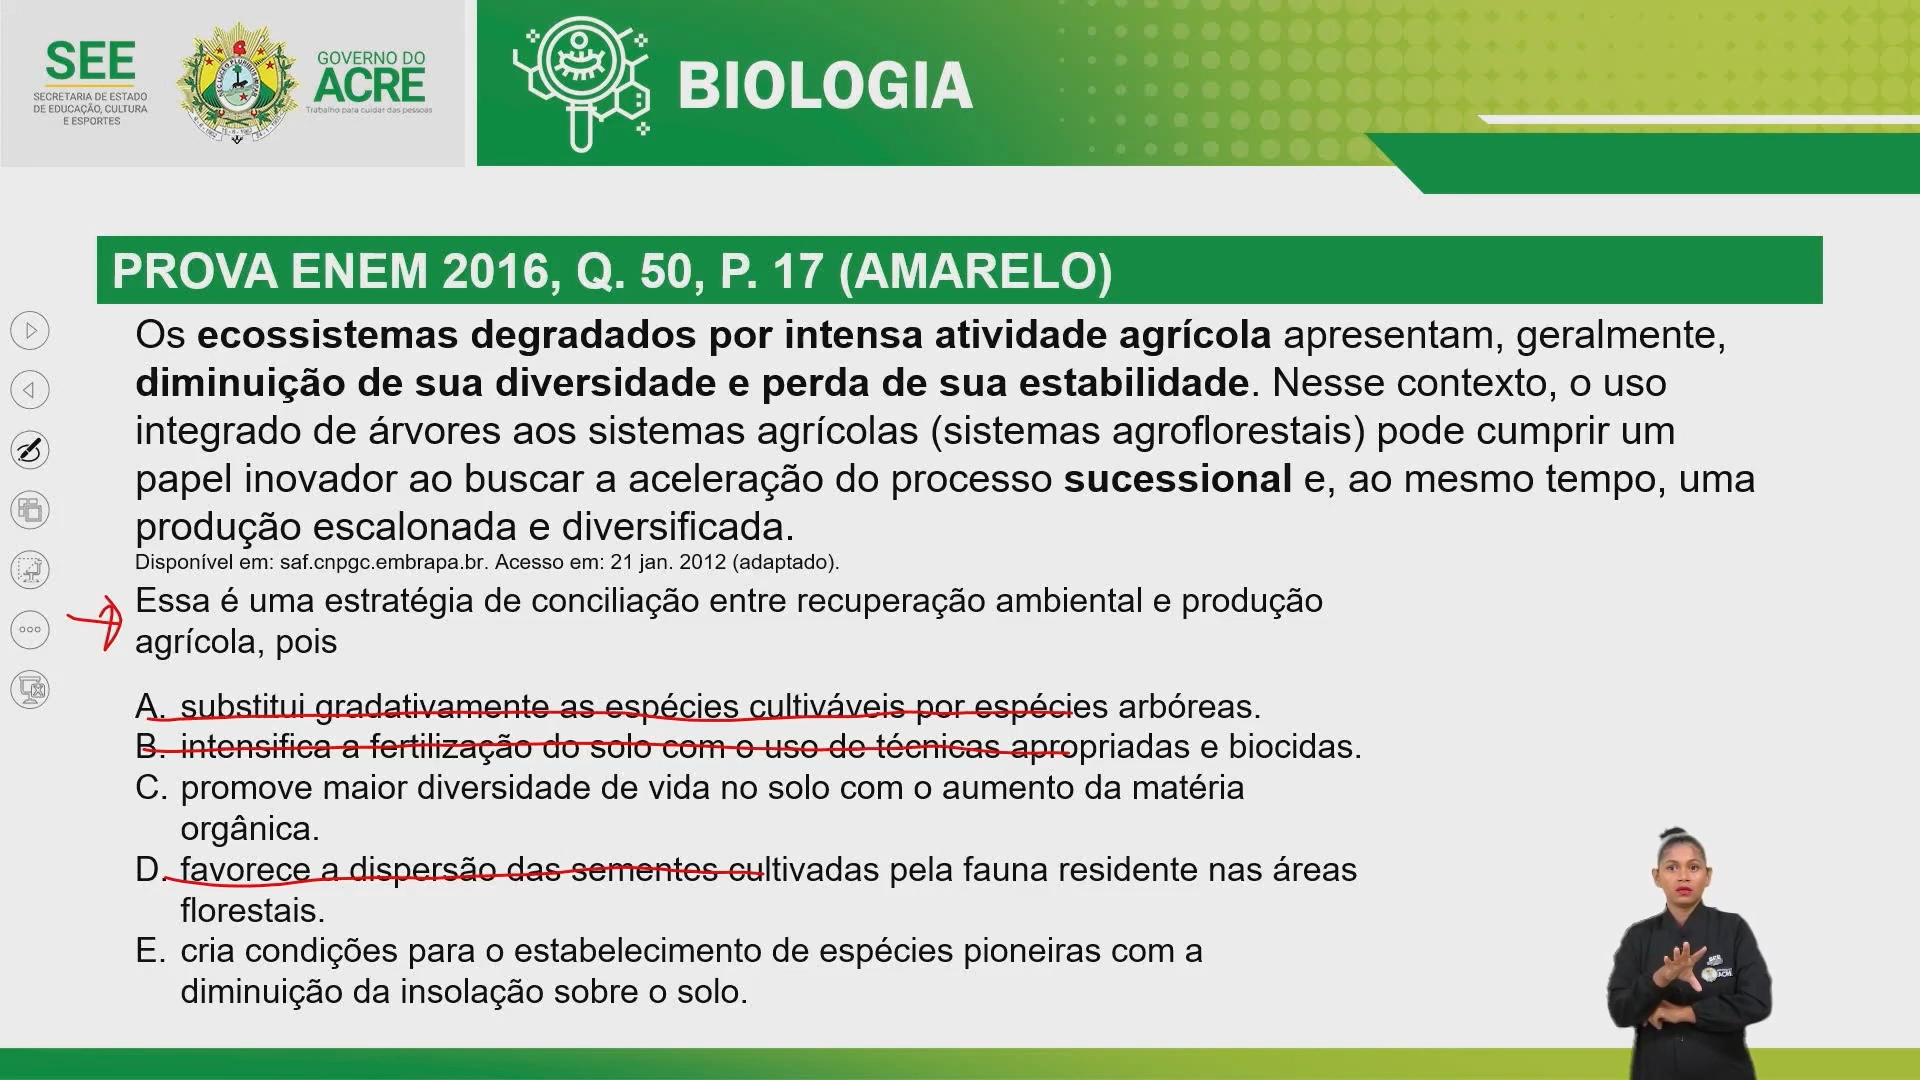 SEE
SECRETARIA DE ESTADO
DE EDUCAÇÃO, CULTURA
E ESPORTES
GOVERNO DO
ACRE
Trabalho para cuidar das pessoas
BIOLOGIA
PROVA ENEM 2016, Q. 50, P. 17 (AMARELO)
Os ecossistemas degradados por intensa atividade agrícola apresentam, geralmente,
diminuição de sua diversidade e perda de sua estabilidade. Nesse contexto, o uso
integrado de árvores aos sistemas agrícolas (sistemas agroflorestais) pode cumprir um
papel inovador ao buscar a aceleração do processo sucessional e, ao mesmo tempo, uma
produção escalonada e diversificada.
Disponível em: saf.cnpgc.embrapa.br. Acesso em: 21 jan. 2012 (adaptado).
Essa é uma estratégia de conciliação entre recuperação ambiental e produção
agrícola, pois
A. substitui gradativamente as espécies cultiváveis por espécies arbóreas.
B. intensifica a fertilização do solo com o uso de técnicas apropriadas e biocidas.
C. promove maior diversidade de vida no solo com o aumento da matéria
orgânica.
D. favorece a dispersão das sementes cultivadas pela fauna residente nas áreas
florestais.
E. cria condições para o estabelecimento de espécies pioneiras com a
diminuição da insolação sobre o solo.